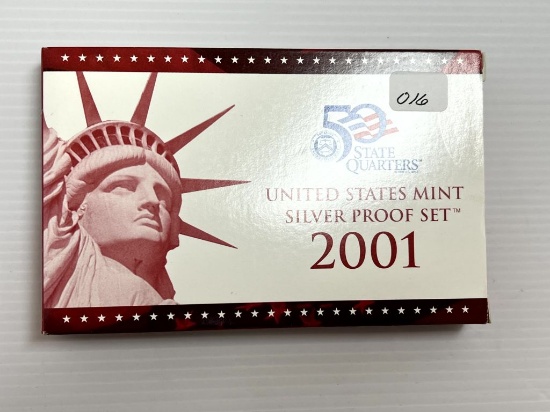 016
50
STATE
QUARTERS
UNITED STATES MINT
SILVER PROOF SET™
2001